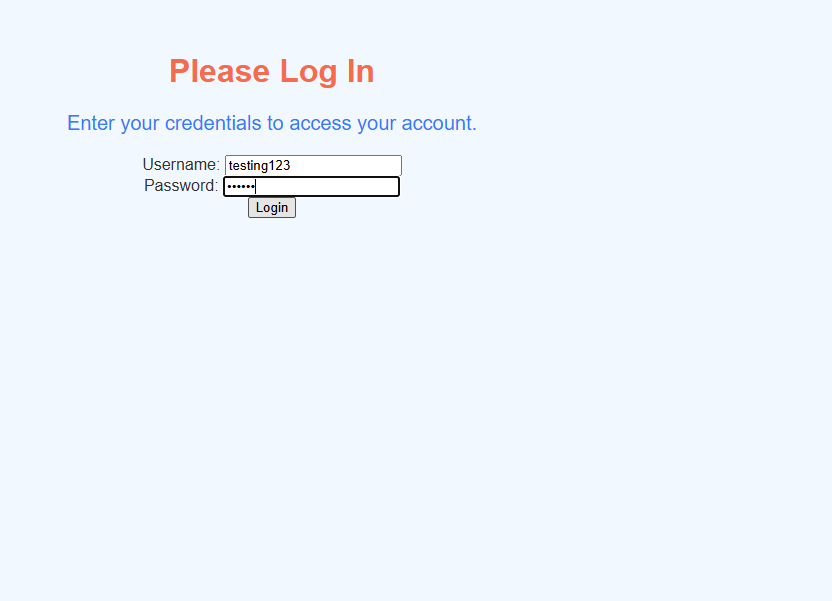 Please Log In
Enter your credentials to access your account.
Username: testing123
Password: ••••••
Login